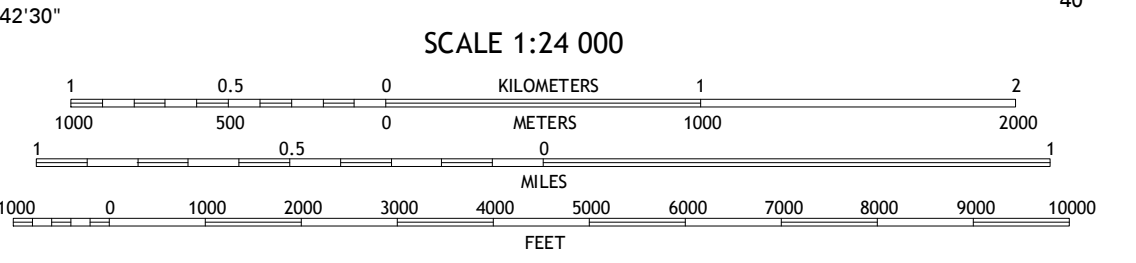 42'30"
SCALE 1:24 000
1 0.5 0 KILOMETERS 1 2
1000 500 0 METERS 1000 2000
1 0.5 0 1
MILES
1000 0 1000 2000 3000 4000 5000 6000 7000 8000 9000 10000
FEET